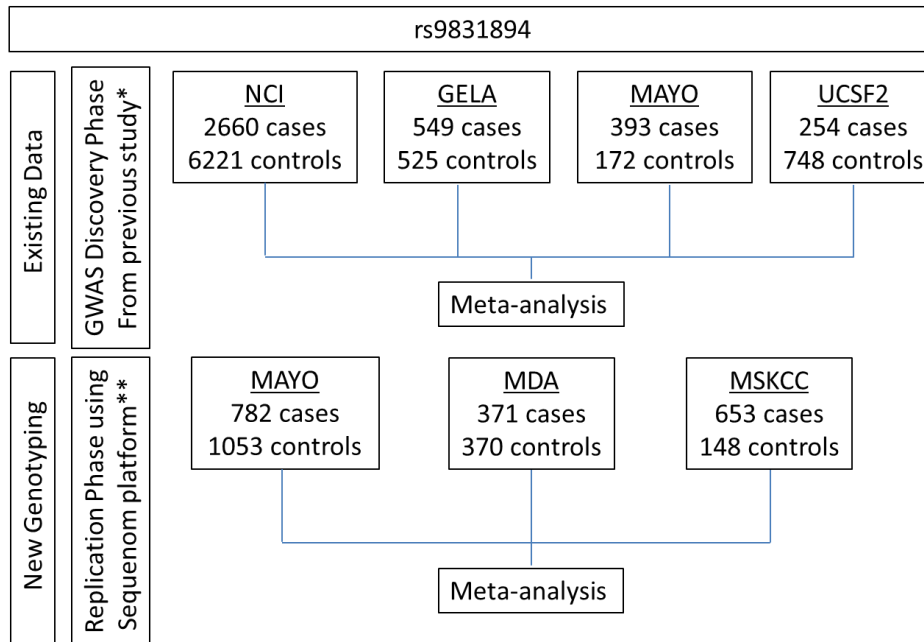 rs9831894
Existing Data
GWAS Discovery Phase
From previous study*
NCI
2660 cases
6221 controls
GELA
549 cases
525 controls
MAYO
393 cases
172 controls
UCSF2
254 cases
748 controls
Meta-analysis
New Genotyping
Replication Phase using
Sequenom platform**
MAYO
782 cases
1053 controls
MDA
371 cases
370 controls
MSKCC
653 cases
148 controls
Meta-analysis